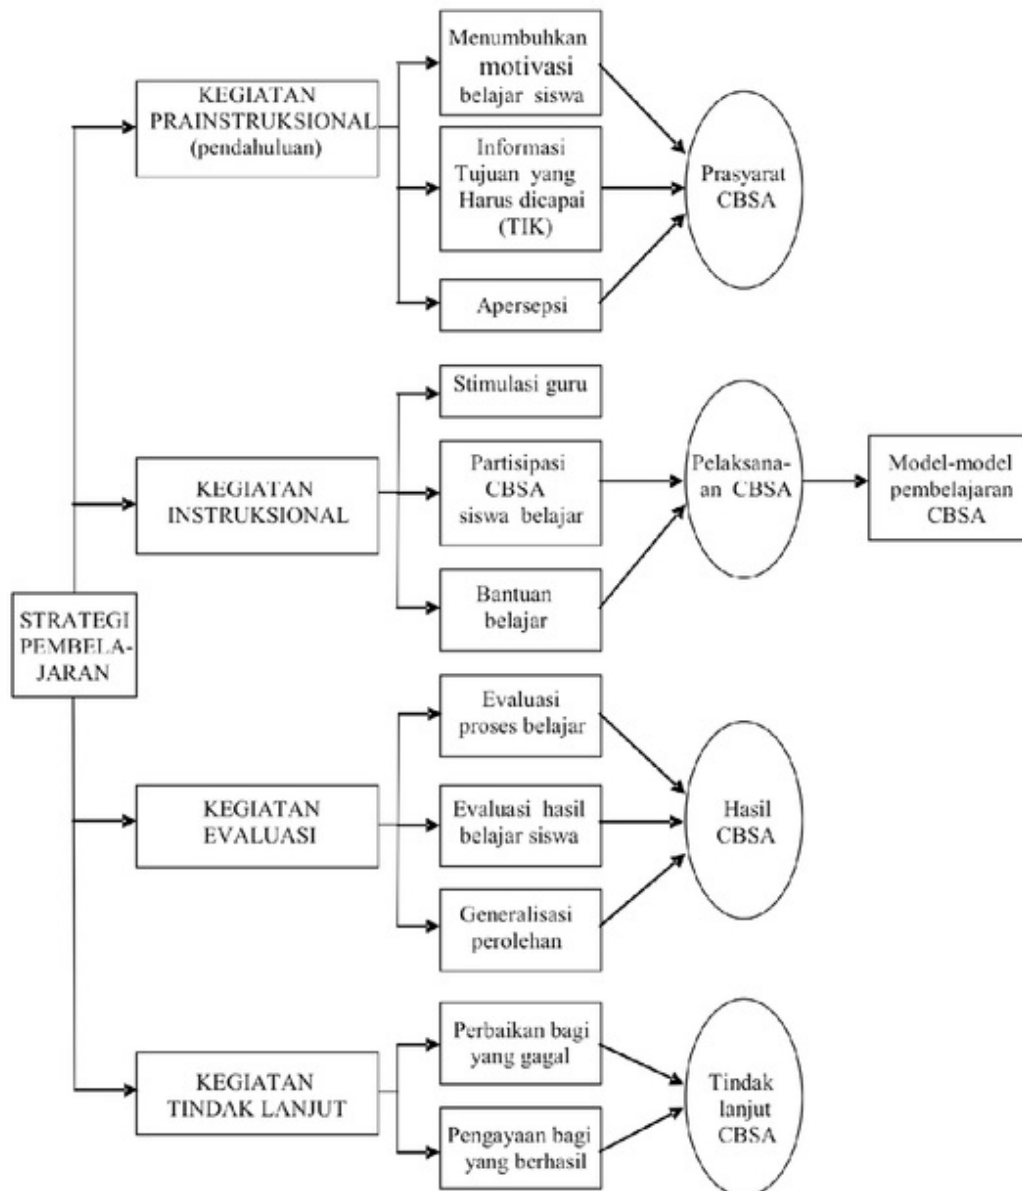 Menumbuhkan
motivasi
belajar siswa
KEGIATAN
PRAINSTRUKSIONAL
(pendahuluan)
Informasi
Tujuan yang
Harus dicapai
(TIK)
Prasyarat
CBSA
Apersepsi
Stimulasi guru
KEGIATAN
INSTRUKSIONAL
Partisipasi
CBSA
siswa belajar
Pelaksana-
an CBSA
Model-model
pembelajaran
CBSA
Bantuan
belajar
STRATEGI
PEMBELA-
JARAN
Evaluasi
proses belajar
KEGIATAN
EVALUASI
Evaluasi hasil
belajar siswa
Hasil
CBSA
Generalisasi
perolehan
Perbaikan bagi
yang gagal
KEGIATAN
TINDAK LANJUT
Tindak
lanjut
CBSA
Pengayaan bagi
yang berhasil